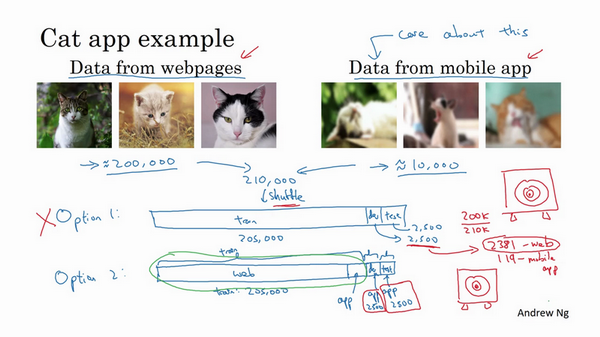 Cat app example
care about this
Data from webpages
Data from mobile app
≈200,000
210,000
≈10,000
shuffle
Option 1:
train
dev
test
205,000
2,500
2,500
200k
210k
2381 - web
119 - mobile app
Option 2:
web
app
train: 205,000
dev
test
app 2500
app 2500
Andrew Ng